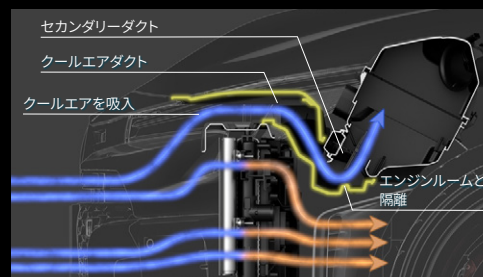 セカンダリーダクト
クールエアダクト
クールエアを吸入
エンジンルームと
隔離